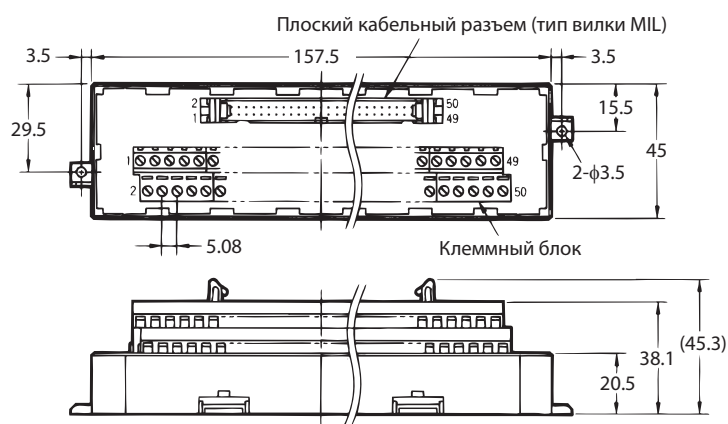 Плоский кабельный разъем (тип вилки MIL)
3.5 157.5 3.5
2 50
1 49
29.5 15.5 45
2-ϕ3.5
1 49
2 50
5.08 Клеммный блок
20.5 38.1 (45.3)